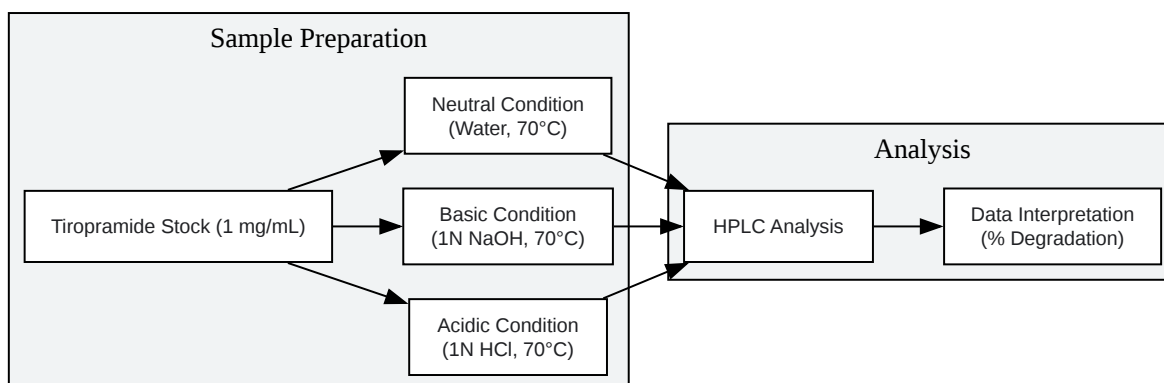 Sample Preparation
Neutral Condition
(Water, 70°C)
Tiropramide Stock (1 mg/mL)
Basic Condition
(1N NaOH, 70°C)
Acidic Condition
(1N HCl, 70°C)
Analysis
HPLC Analysis
Data Interpretation
(% Degradation)